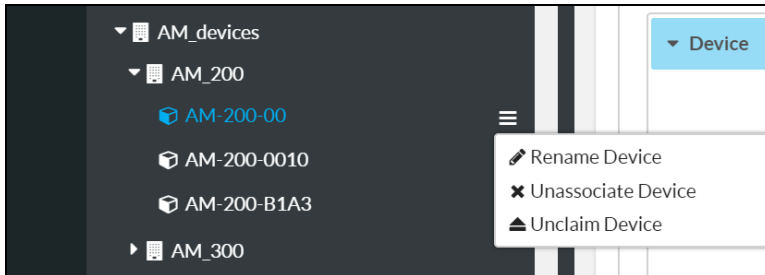 AM_devices
Device
AM_200
AM-200-00
AM-200-0010
Rename Device
Unassociate Device
AM-200-B1A3
Unclaim Device
AM_300